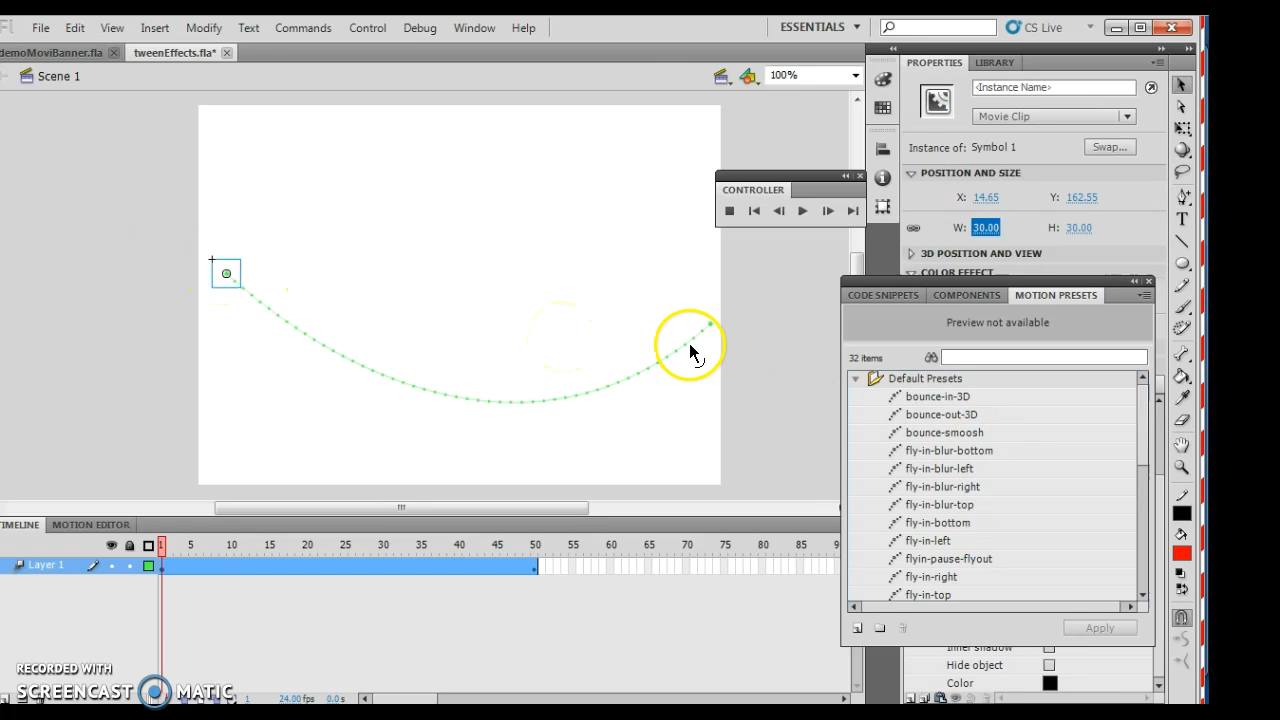 File Edit View Insert Modify Text Commands Control Debug Window Help ESSENTIALS CS Live
demoMoviBanner.fla tweenEffects.fla*
Scene 1 100%
PROPERTIES LIBRARY
<Instance Name>
Movie Clip
Instance of: Symbol 1 Swap...
POSITION AND SIZE
X: 14.65 Y: 162.55
W: 30.00 H: 30.00
3D POSITION AND VIEW
COLOR EFFECT
CONTROLLER
CODE SNIPPETS COMPONENTS MOTION PRESETS
Preview not available
32 items
Default Presets
bounce-in-3D
bounce-out-3D
bounce-smoosh
fly-in-blur-bottom
fly-in-blur-left
fly-in-blur-right
fly-in-blur-top
fly-in-bottom
fly-in-left
flyin-pause-flyout
fly-in-right
fly-in-top
Apply
Inner shadow
Hide object
Color
TIMELINE MOTION EDITOR
1 5 10 15 20 25 30 35 40 45 50 55 60 65 70 75 80 85 9
Layer 1
1 24.00 fps 0.0 s
RECORDED WITH
SCREENCAST MATIC